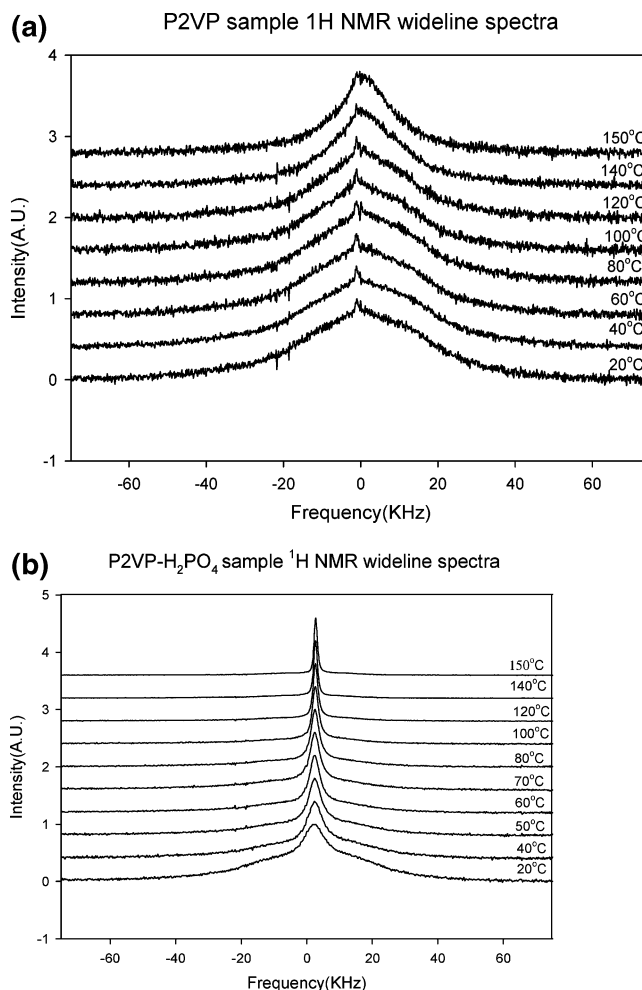 (a)
P2VP sample 1H NMR wideline spectra
4
3
2
1
0
-1
Intensity(A.U.)
150°C
140°C
120°C
100°C
80°C
60°C
40°C
20°C
-60 -40 -20 0 20 40 60
Frequency(KHz)
(b)
P2VP-H₂PO₄ sample ¹H NMR wideline spectra
5
4
3
2
1
0
-1
Intensity(A.U.)
150°C
140°C
120°C
100°C
80°C
70°C
60°C
50°C
40°C
20°C
-60 -40 -20 0 20 40 60
Frequency(KHz)